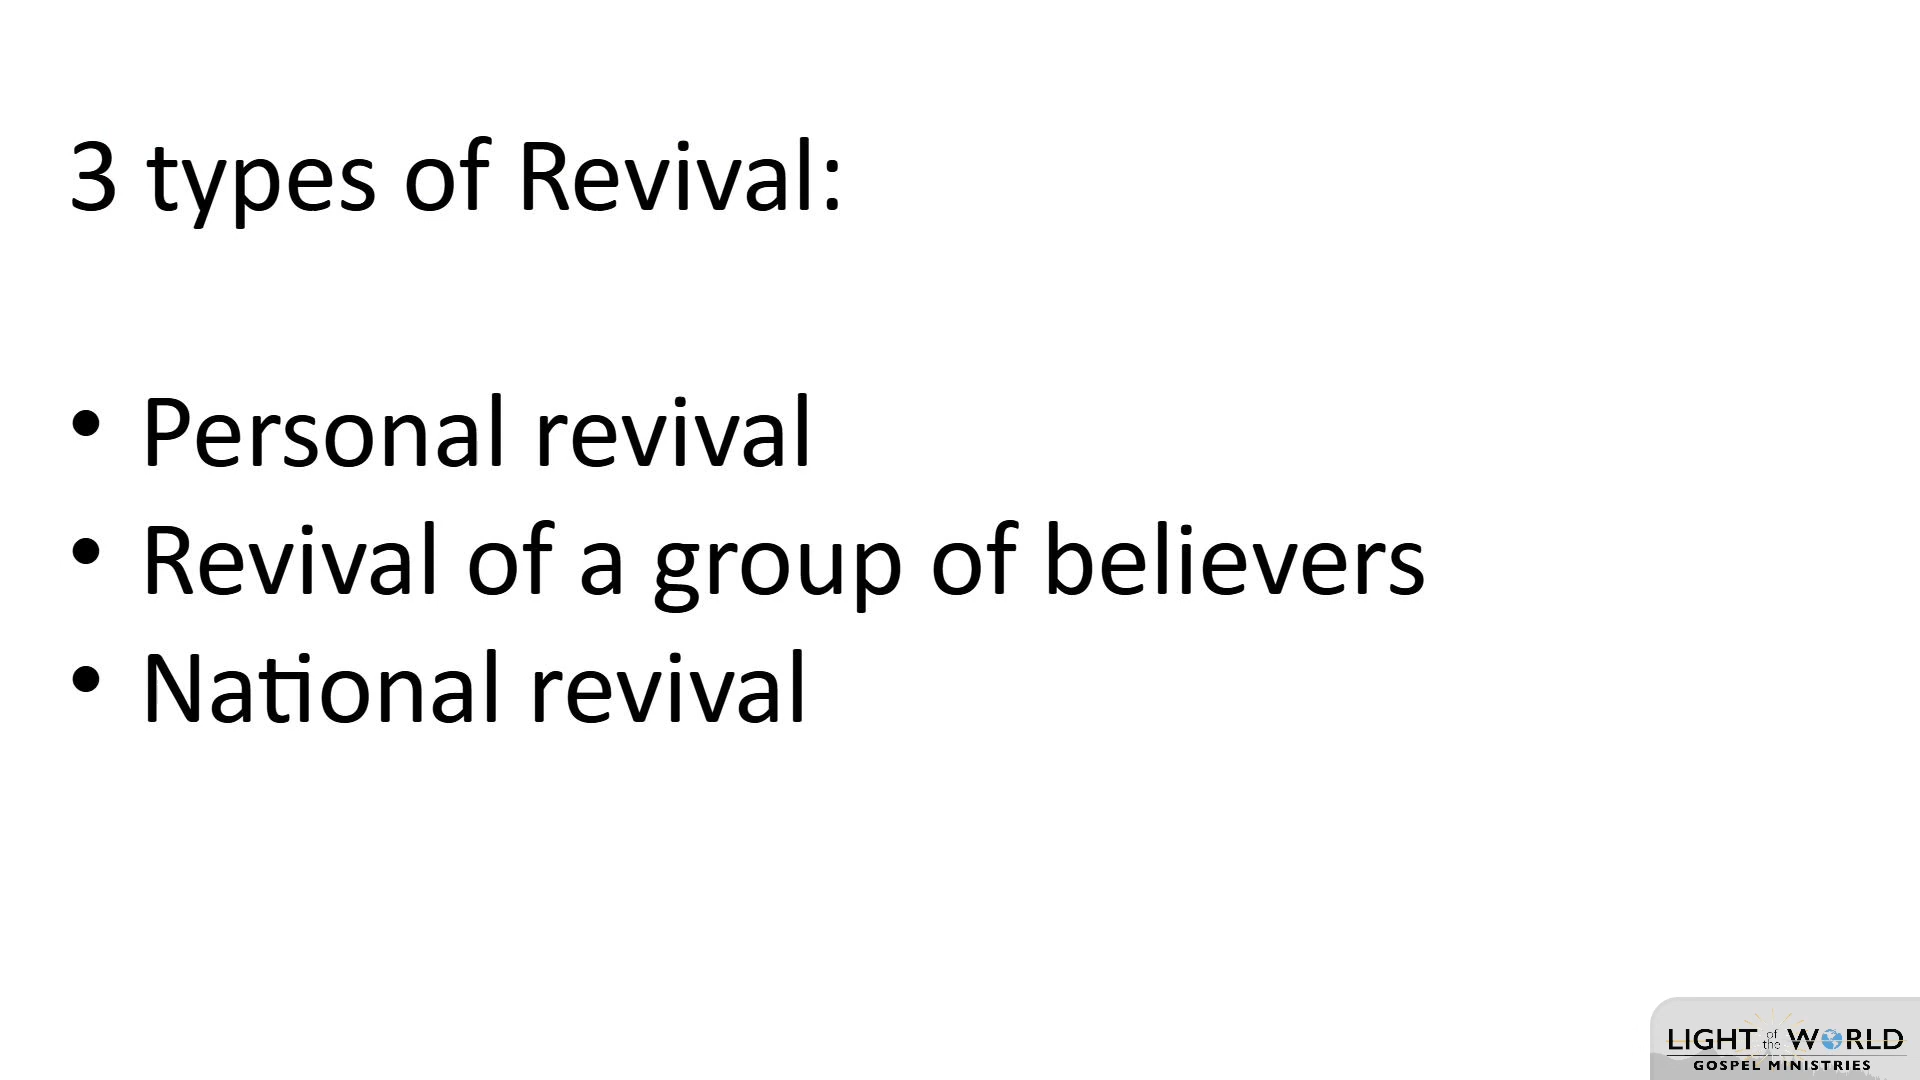 3 types of Revival:
• Personal revival
• Revival of a group of believers
• National revival
LIGHT of the WORLD
GOSPEL MINISTRIES